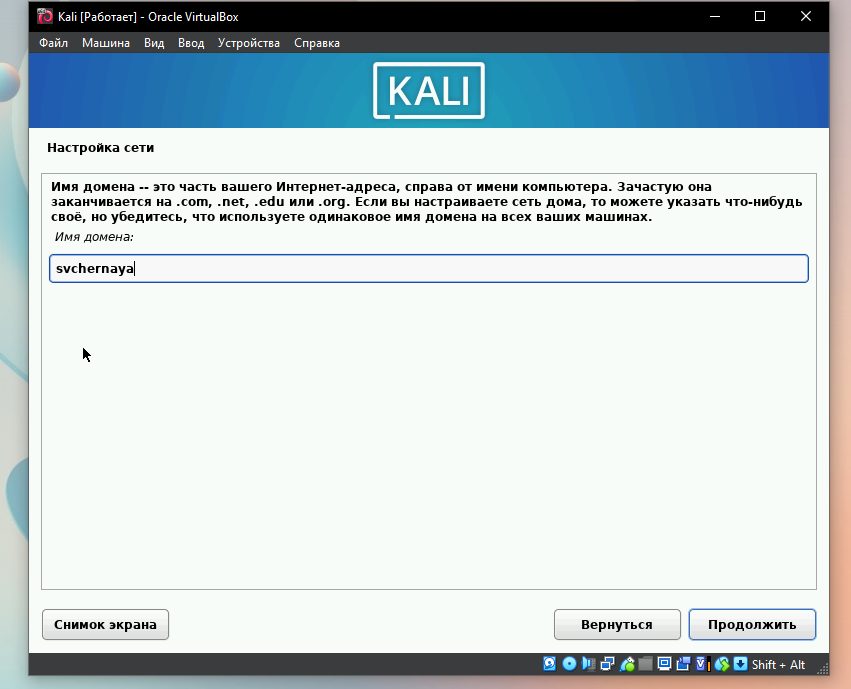 Kali [Работает] - Oracle VirtualBox
Файл Машина Вид Ввод Устройства Справка
KALI
Настройка сети
Имя домена -- это часть вашего Интернет-адреса, справа от имени компьютера. Зачастую она
заканчивается на .com, .net, .edu или .org. Если вы настраиваете сеть дома, то можете указать что-нибудь
своё, но убедитесь, что используете одинаковое имя домена на всех ваших машинах.
Имя домена:
svchernaya
Снимок экрана Вернуться Продолжить
Shift + Alt